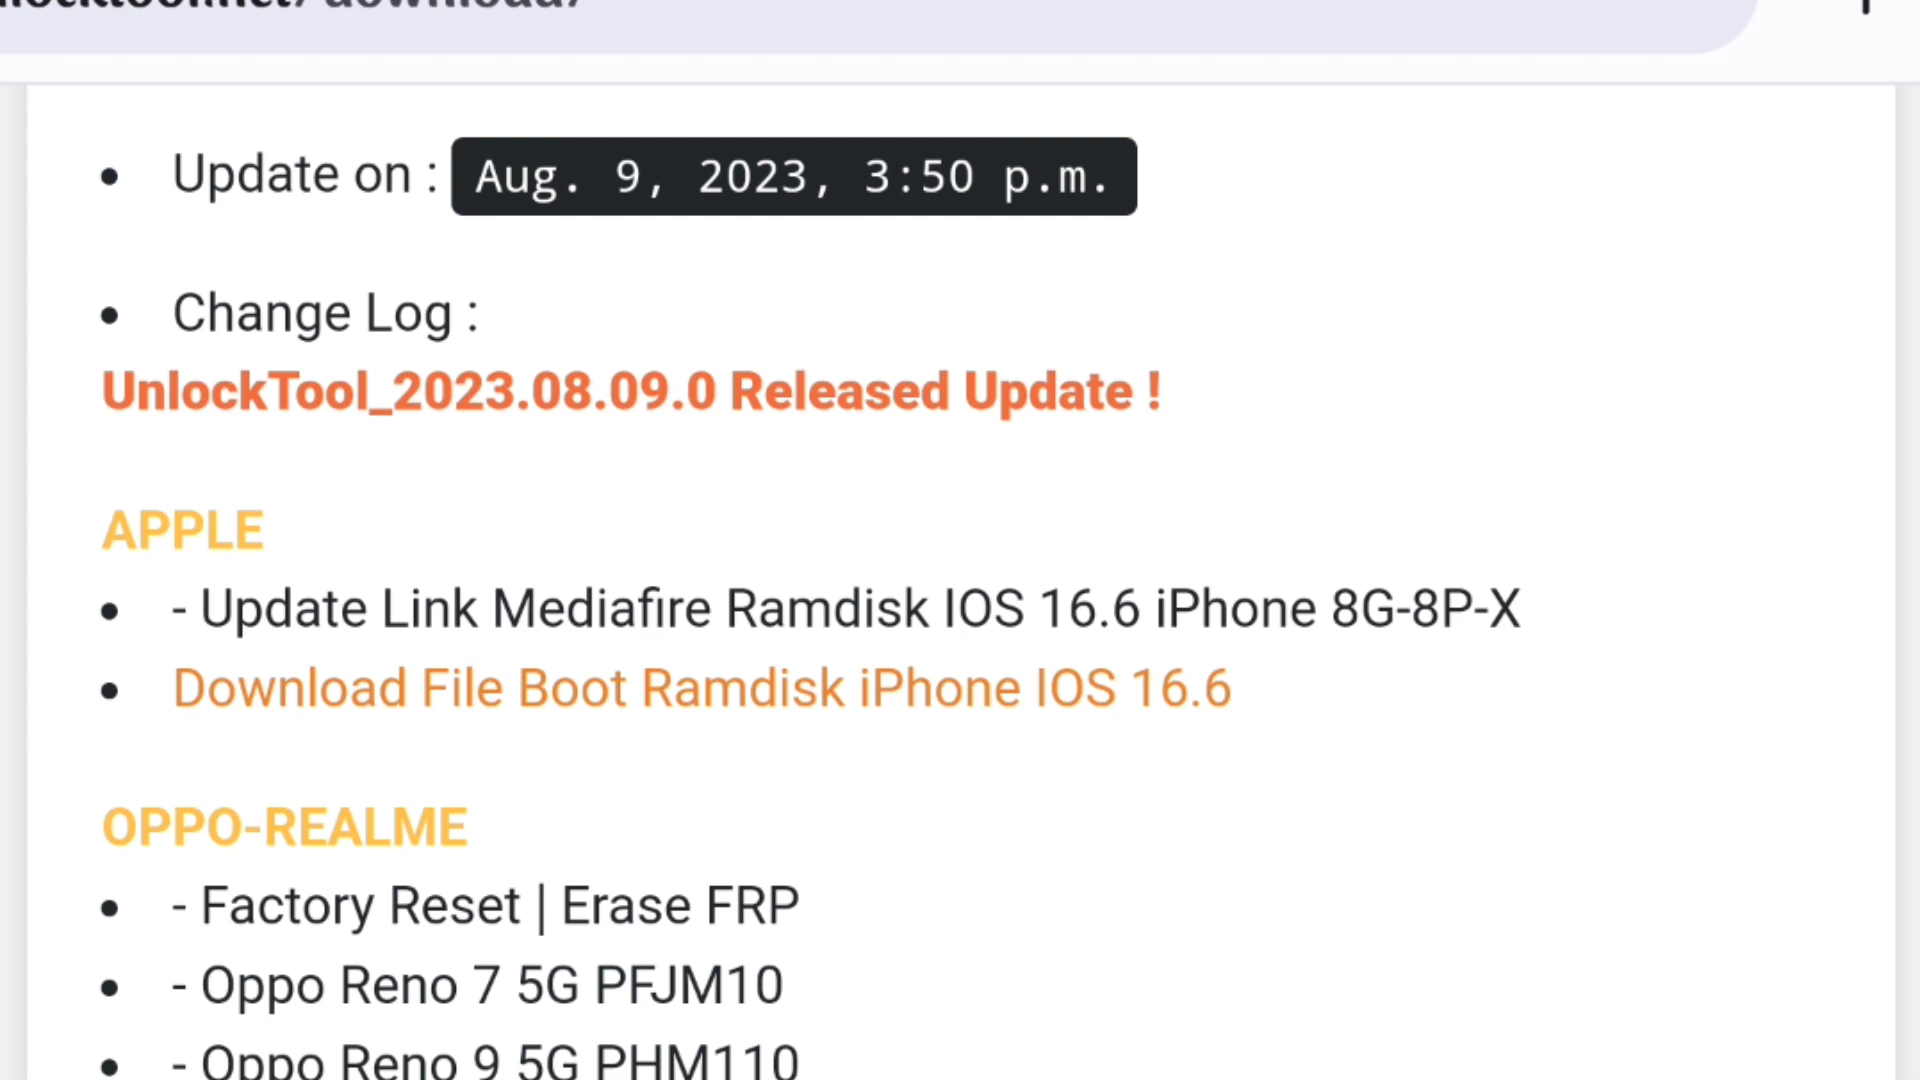 • Update on : Aug. 9, 2023, 3:50 p.m.
• Change Log :
UnlockTool_2023.08.09.0 Released Update !
APPLE
• - Update Link Mediafire Ramdisk IOS 16.6 iPhone 8G-8P-X
• Download File Boot Ramdisk iPhone IOS 16.6
OPPO-REALME
• - Factory Reset | Erase FRP
• - Oppo Reno 7 5G PFJM10
• - Oppo Reno 9 5G PHM110